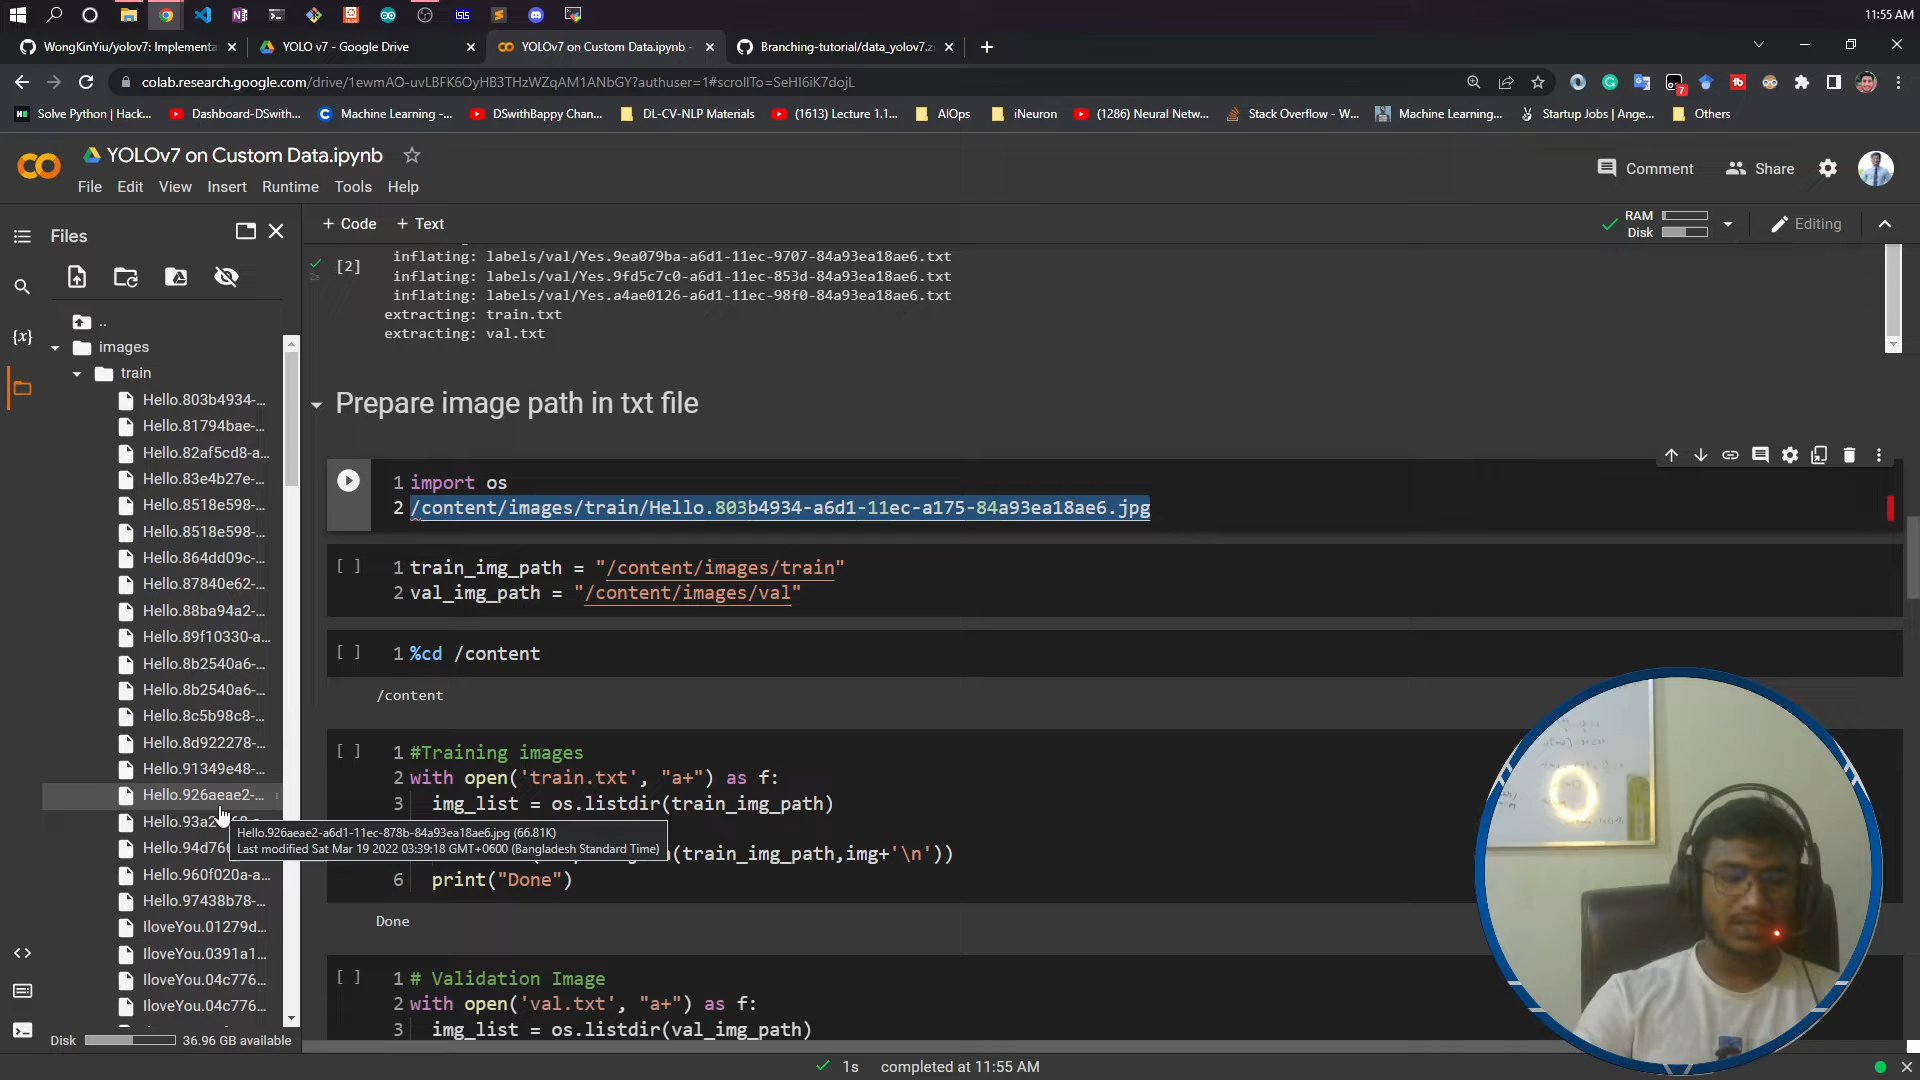 11:55 AM
WongKinYiu/yolov7: Implementa
YOLO v7 - Google Drive
YOLOv7 on Custom Data.ipynb -
Branching-tutorial/data_yolov7.z
colab.research.google.com/drive/1ewmAO-uvLBFK6OyHB3THzWZqAM1ANbGY?authuser=1#scrollTo=SeHI6iK7dojL
Solve Python | Hack...
Dashboard-DSwith...
Machine Learning -...
DSwithBappy Chan...
DL-CV-NLP Materials
(1613) Lecture 1.1...
AIOps
iNeuron
(1286) Neural Netw...
Stack Overflow - W...
Machine Learning...
Startup Jobs | Ange...
Others
YOLOv7 on Custom Data.ipynb
Comment
Share
File Edit View Insert Runtime Tools Help
Files
+ Code + Text
RAM
Disk
Editing
[2]
inflating: labels/val/Yes.9ea079ba-a6d1-11ec-9707-84a93ea18ae6.txt
inflating: labels/val/Yes.9fd5c7c0-a6d1-11ec-853d-84a93ea18ae6.txt
inflating: labels/val/Yes.a4ae0126-a6d1-11ec-98f0-84a93ea18ae6.txt
extracting: train.txt
extracting: val.txt
..
images
train
Hello.803b4934-...
Hello.81794bae-...
Hello.82af5cd8-a...
Hello.83e4b27e-...
Hello.8518e598-...
Hello.8518e598-...
Hello.864dd09c-...
Hello.87840e62-...
Hello.88ba94a2-...
Hello.89f10330-a...
Hello.8b2540a6-...
Hello.8b2540a6-...
Hello.8c5b98c8-...
Hello.8d922278-...
Hello.91349e48-...
Hello.926aeae2-...
Hello.93a2
Hello.94d76
Hello.960f020a-a...
Hello.97438b78-...
IloveYou.01279d...
IloveYou.0391a1...
IloveYou.04c776...
IloveYou.04c776...
Disk
36.96 GB available
Hello.926aeae2-a6d1-11ec-878b-84a93ea18ae6.jpg (66.81K)
Last modified Sat Mar 19 2022 03:39:18 GMT+0600 (Bangladesh Standard Time)
Prepare image path in txt file
1 import os
2 /content/images/train/Hello.803b4934-a6d1-11ec-a175-84a93ea18ae6.jpg
[ ] 1 train_img_path = "/content/images/train"
2 val_img_path = "/content/images/val"
[ ] 1 %cd /content
/content
[ ] 1 #Training images
2 with open('train.txt', "a+") as f:
3 img_list = os.listdir(train_img_path)
(train_img_path,img+'\n'))
6 print("Done")
Done
[ ] 1 # Validation Image
2 with open('val.txt', "a+") as f:
3 img_list = os.listdir(val_img_path)
1s completed at 11:55 AM